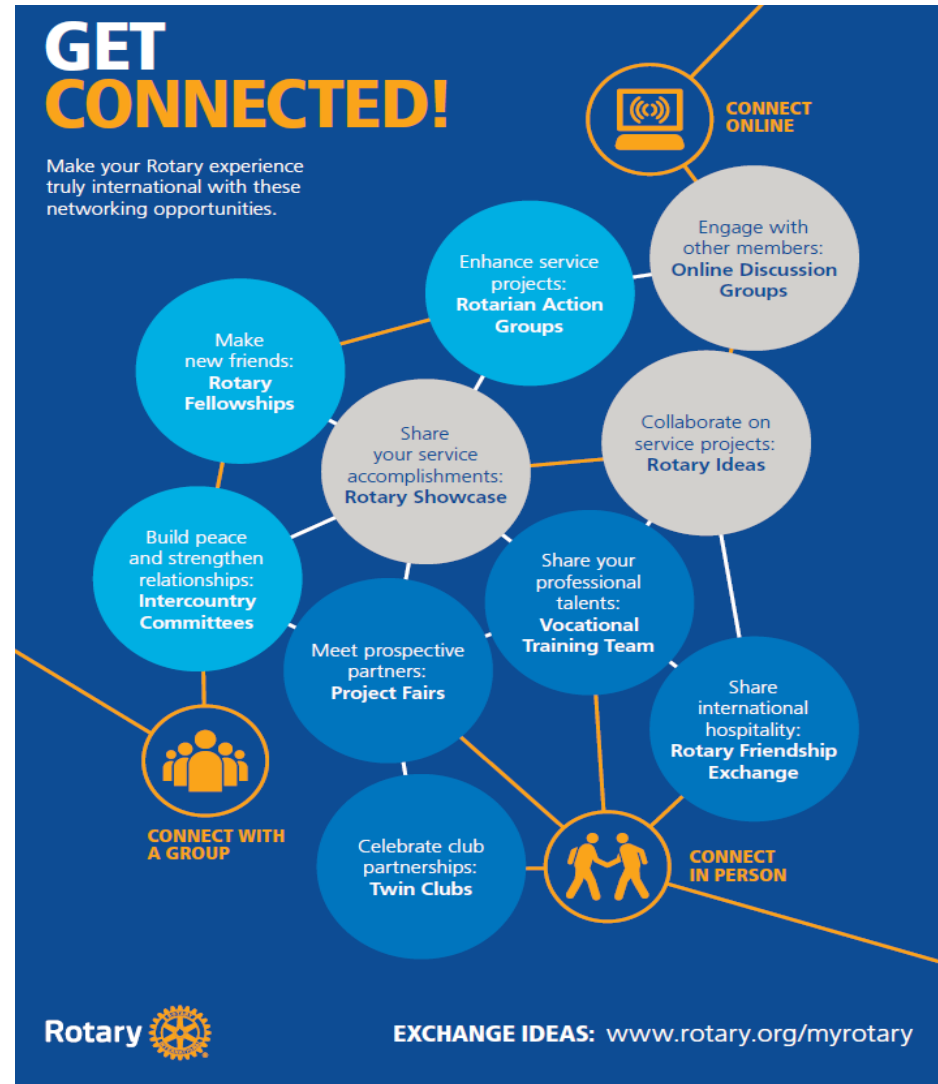 GET
CONNECTED!
Make your Rotary experience
truly international with these
networking opportunities.
CONNECT
ONLINE
Engage with
other members:
Online Discussion
Groups
Enhance service
projects:
Rotarian Action
Groups
Make
new friends:
Rotary
Fellowships
Collaborate on
service projects:
Rotary Ideas
Share
your service
accomplishments:
Rotary Showcase
Build peace
and strengthen
relationships:
Intercountry
Committees
Share your
professional
talents:
Vocational
Training Team
Meet prospective
partners:
Project Fairs
Share
international
hospitality:
Rotary Friendship
Exchange
CONNECT WITH
A GROUP
Celebrate club
partnerships:
Twin Clubs
CONNECT
IN PERSON
Rotary
EXCHANGE IDEAS: www.rotary.org/myrotary